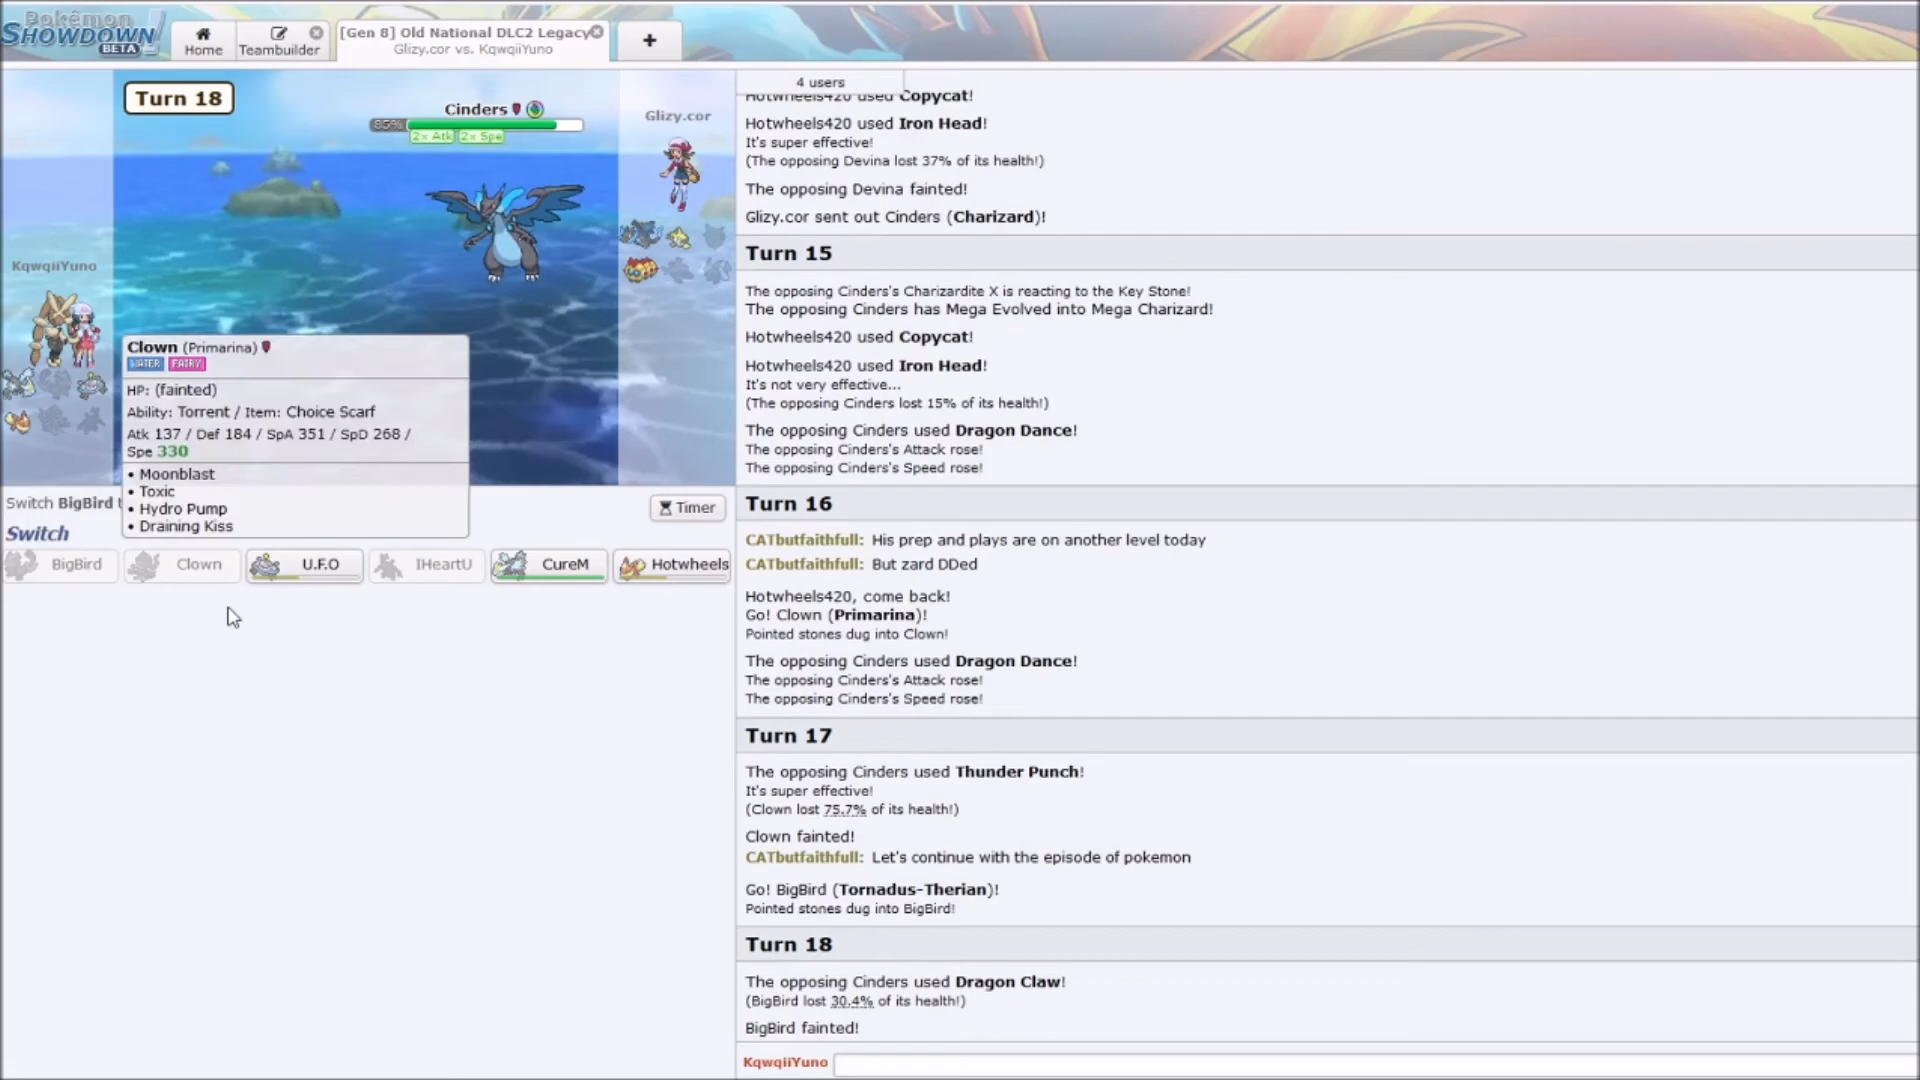 Pokémon
SHOWDOWN!
BETA
Home
Teambuilder
[Gen 8] Old National DLC2 Legacy
Glizy.cor vs. KqwqiiYuno
+
Turn 18
Cinders
85%
2× Atk 2× Spe
Glizy.cor
KqwqiiYuno
Clown (Primarina)
WATER FAIRY
HP: (fainted)
Ability: Torrent / Item: Choice Scarf
Atk 137 / Def 184 / SpA 351 / SpD 268 /
Spe 330
• Moonblast
• Toxic
• Hydro Pump
• Draining Kiss
Switch BigBird t
Timer
Switch
BigBird
Clown
U.F.O
IHeartU
CureM
Hotwheels
4 users
Hotwheels420 used Copycat!
Hotwheels420 used Iron Head!
It's super effective!
(The opposing Devina lost 37% of its health!)
The opposing Devina fainted!
Glizy.cor sent out Cinders (Charizard)!
Turn 15
The opposing Cinders's Charizardite X is reacting to the Key Stone!
The opposing Cinders has Mega Evolved into Mega Charizard!
Hotwheels420 used Copycat!
Hotwheels420 used Iron Head!
It's not very effective...
(The opposing Cinders lost 15% of its health!)
The opposing Cinders used Dragon Dance!
The opposing Cinders's Attack rose!
The opposing Cinders's Speed rose!
Turn 16
CATbutfaithfull: His prep and plays are on another level today
CATbutfaithfull: But zard DDed
Hotwheels420, come back!
Go! Clown (Primarina)!
Pointed stones dug into Clown!
The opposing Cinders used Dragon Dance!
The opposing Cinders's Attack rose!
The opposing Cinders's Speed rose!
Turn 17
The opposing Cinders used Thunder Punch!
It's super effective!
(Clown lost 75.7% of its health!)
Clown fainted!
CATbutfaithfull: Let's continue with the episode of pokemon
Go! BigBird (Tornadus-Therian)!
Pointed stones dug into BigBird!
Turn 18
The opposing Cinders used Dragon Claw!
(BigBird lost 30.4% of its health!)
BigBird fainted!
KqwqiiYuno